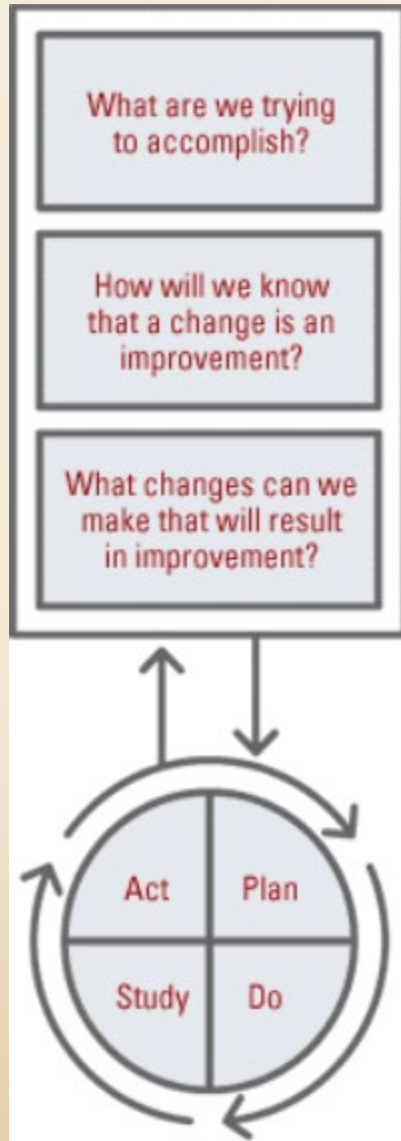 What are we trying
to accomplish?
How will we know
that a change is an
improvement?
What changes can we
make that will result
in improvement?
Act Plan
Study Do